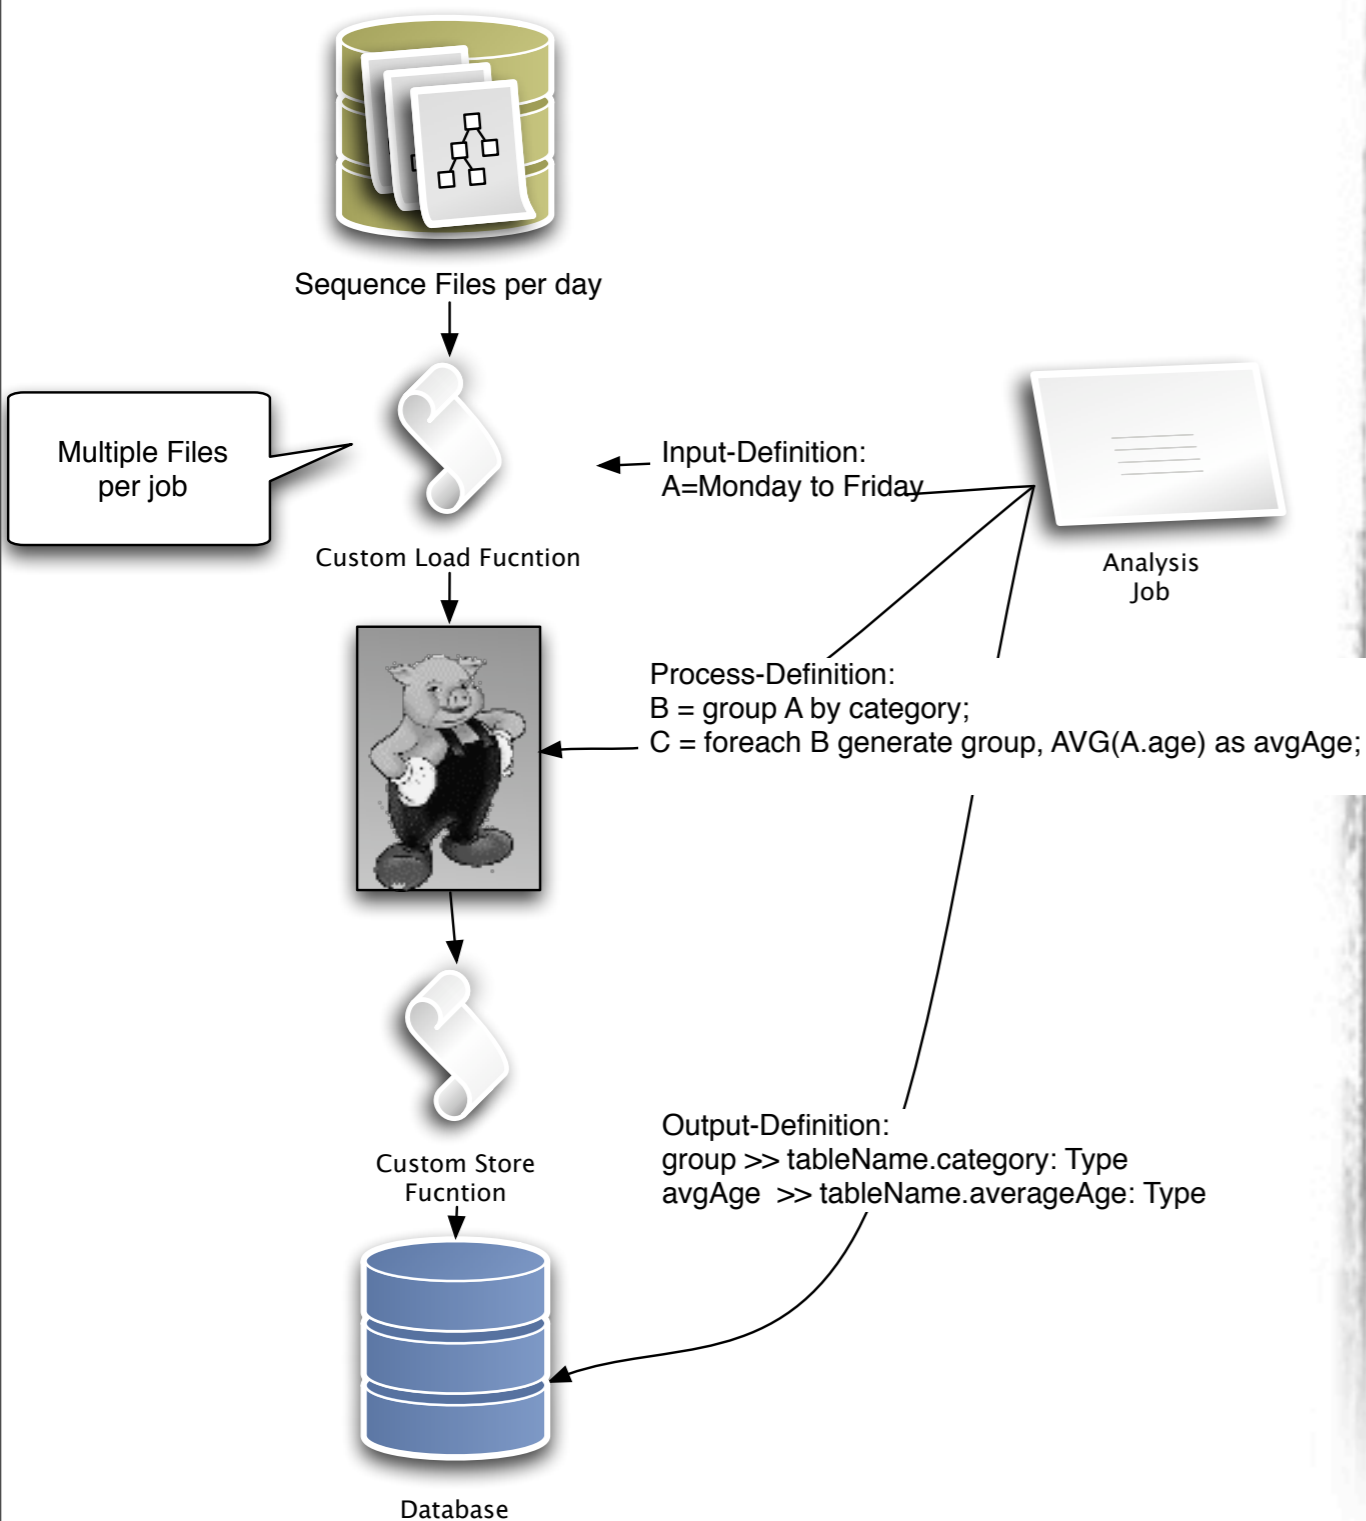 Sequence Files per day
Multiple Files
per job
Input-Definition:
A=Monday to Friday
Custom Load Fucntion
Analysis
Job
Process-Definition:
B = group A by category;
C = foreach B generate group, AVG(A.age) as avgAge;
Output-Definition:
group >> tableName.category: Type
avgAge  >> tableName.averageAge: Type
Custom Store
Fucntion
Database